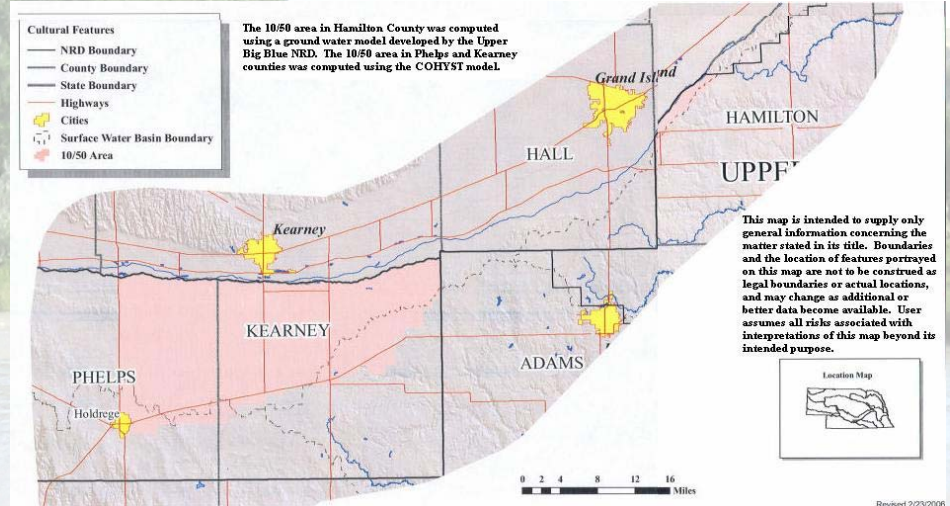 Cultural Features
NRD Boundary
County Boundary
State Boundary
Highways
Cities
Surface Water Basin Boundary
10/50 Area
The 10/50 area in Hamilton County was computed
using a ground water model developed by the Upper
Big Blue NRD. The 10/50 area in Phelps and Kearney
counties was computed using the COHYST model.
Grand Island
HAMILTON
HALL
UPPE
Kearney
This map is intended to supply only
general information concerning the
matter stated in its title. Boundaries
and the location of features portrayed
on this map are not to be construed as
legal boundaries or actual locations,
and may change as additional or
better data become available. User
assumes all risks associated with
interpretations of this map beyond its
intended purpose.
KEARNEY
ADAMS
PHELPS
Holdrege
Location Map
0 2 4 8 12 16
Miles
Revised 2/23/2006